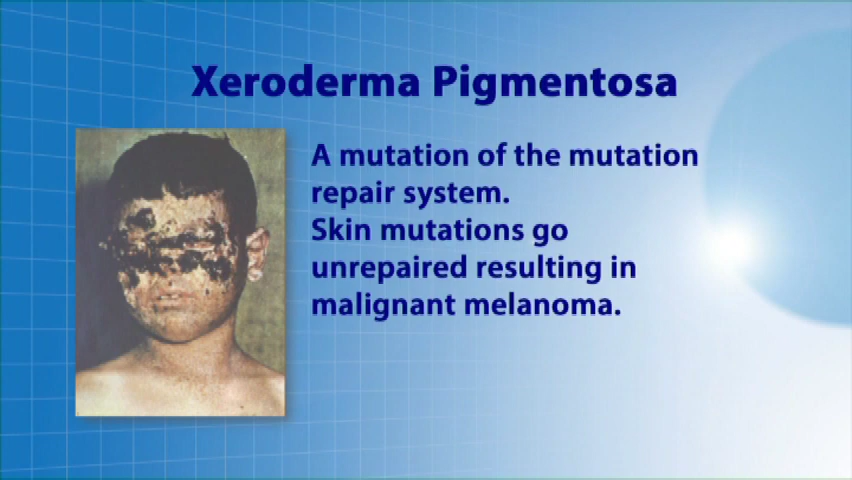 Xeroderma Pigmentosa
A mutation of the mutation
repair system.
Skin mutations go
unrepaired resulting in
malignant melanoma.